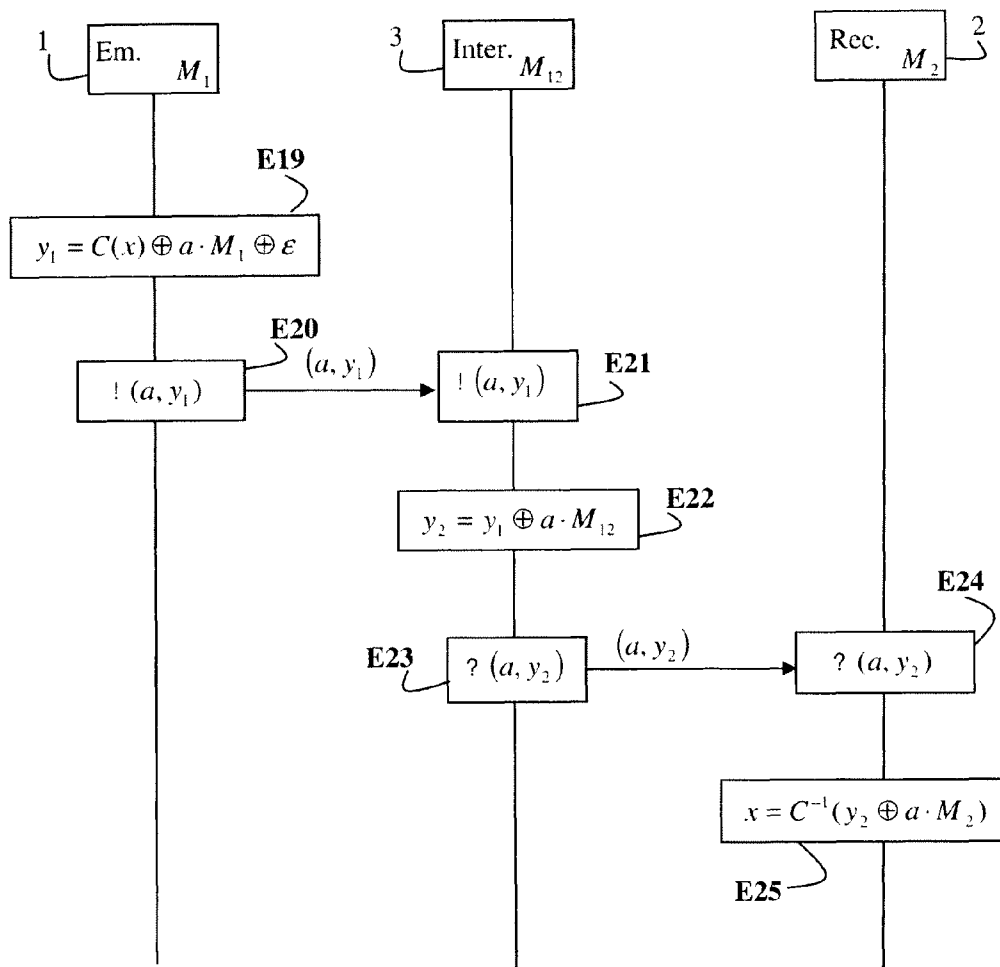 1
Em.
M₁
3
Inter.
M₁₂
Rec.
M₂
2
E19
y₁ = C(x) ⊕ a · M₁ ⊕ ε
E20
! (a, y₁)
(a, y₁)
! (a, y₁)
E21
y₂ = y₁ ⊕ a · M₁₂
E22
E23
? (a, y₂)
(a, y₂)
E24
? (a, y₂)
x = C⁻¹(y₂ ⊕ a · M₂)
E25